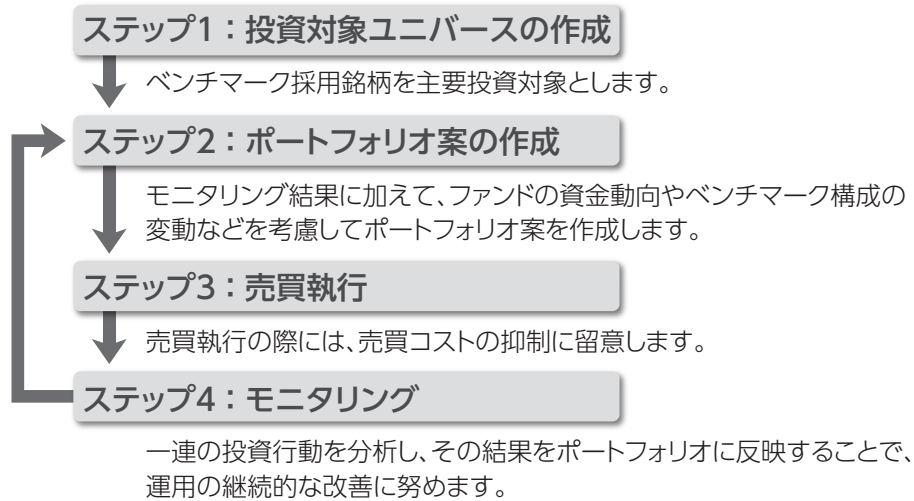 ステップ1：投資対象ユニバースの作成
ベンチマーク採用銘柄を主要投資対象とします。
ステップ2：ポートフォリオ案の作成
モニタリング結果に加えて、ファンドの資金動向やベンチマーク構成の
変動などを考慮してポートフォリオ案を作成します。
ステップ3：売買執行
売買執行の際には、売買コストの抑制に留意します。
ステップ4：モニタリング
一連の投資行動を分析し、その結果をポートフォリオに反映することで、
運用の継続的な改善に努めます。